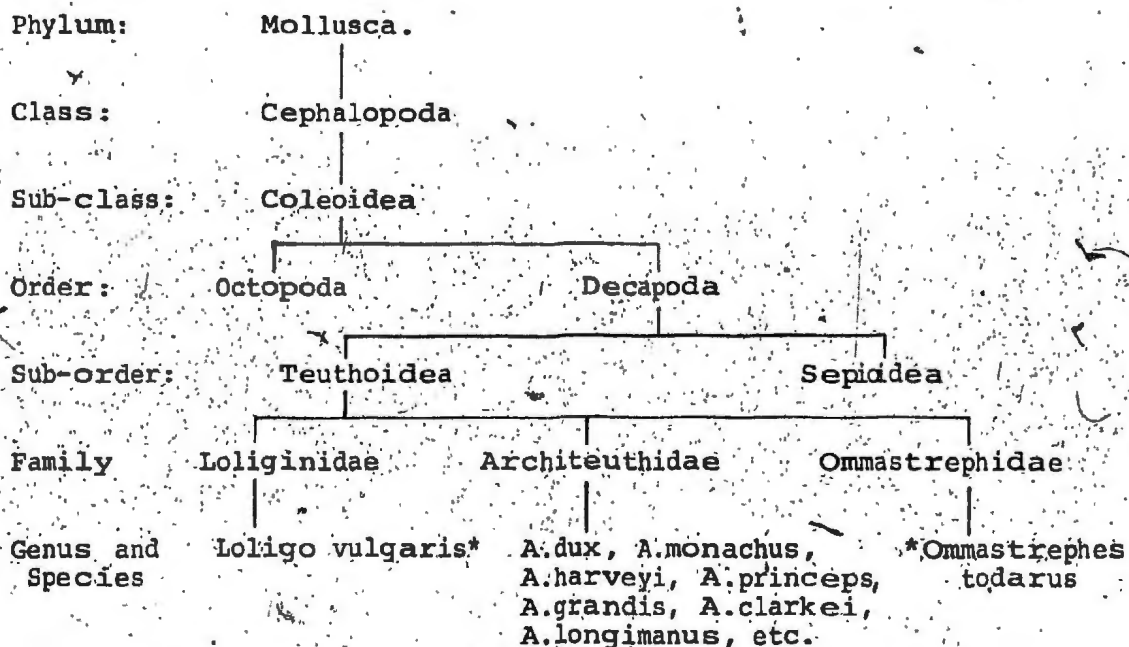 Phylum: Mollusca.
Class: Cephalopoda
Sub-class: Coleoidea
Order: Octopoda Decapoda
Sub-order: Teuthoidea Sepioidea
Family Loliginidae Architeuthidae Ommastrephidae
Genus and Loligo vulgaris* A.dux, A.monachus, *Ommastrephes
Species A.harveyi, A.princeps, todarus
A.grandis, A.clarkei,
A.longimanus, etc.